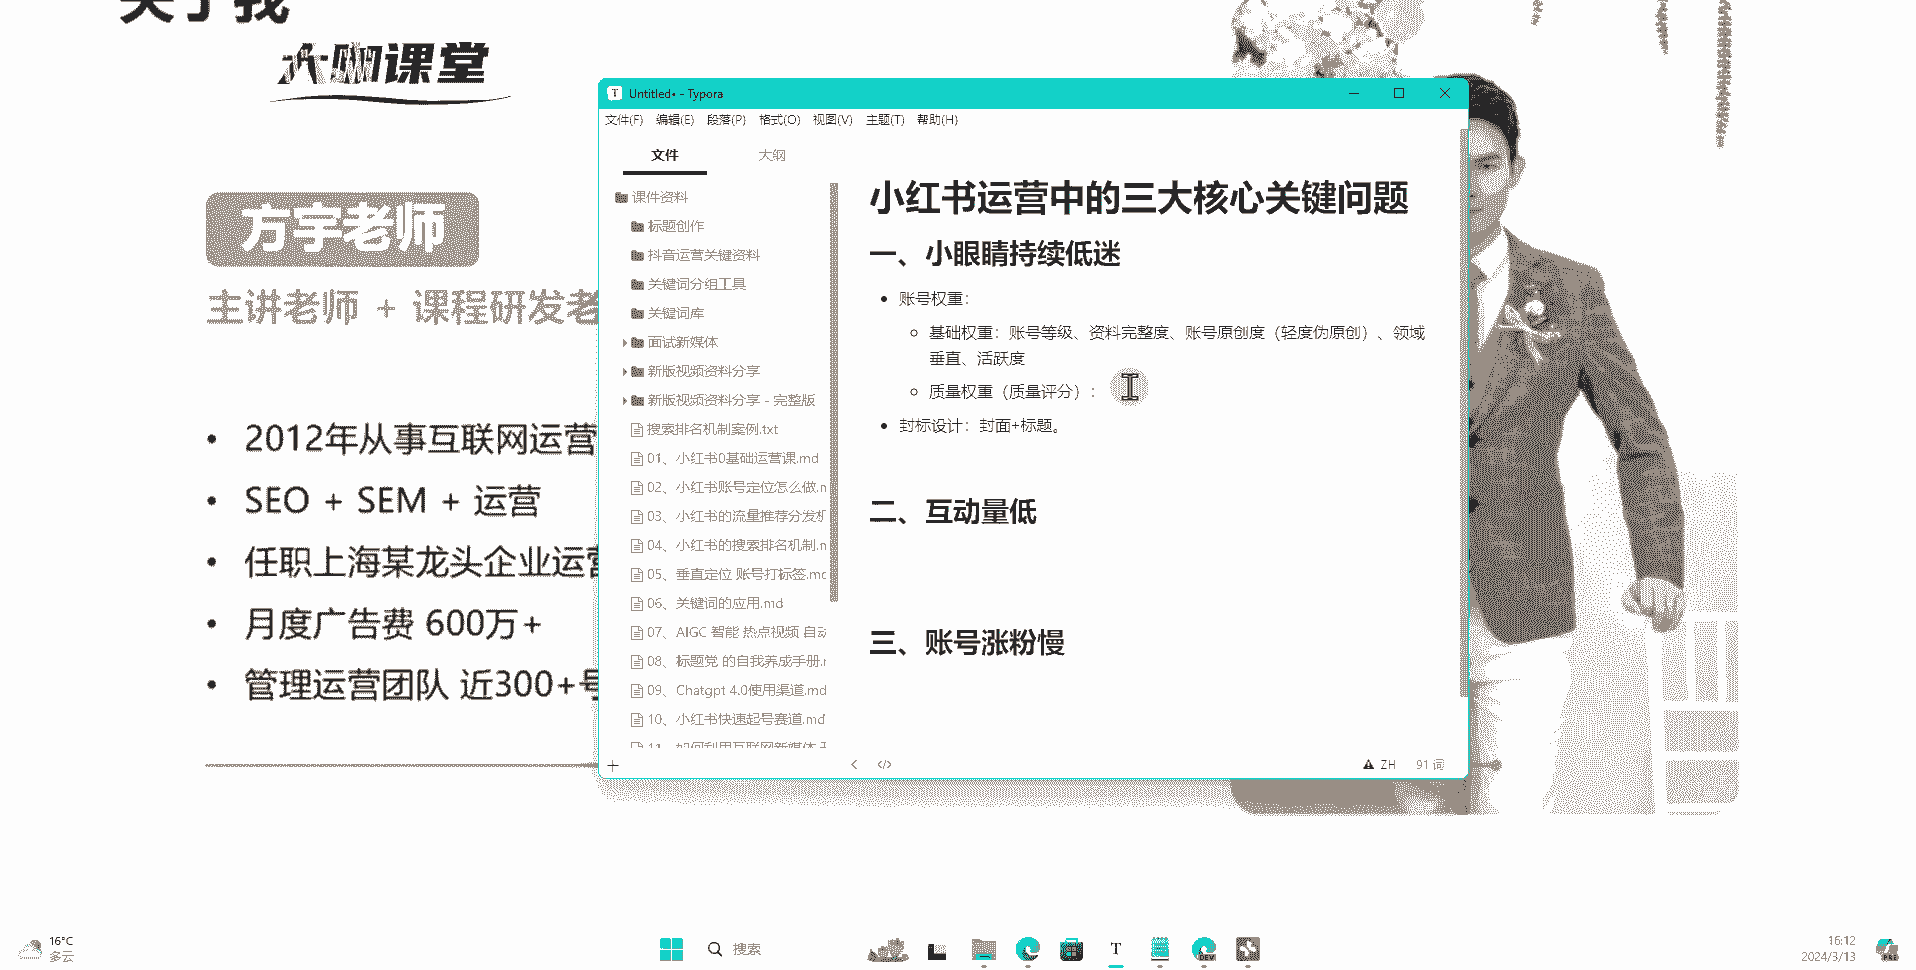 关于我
大咖课堂
方宇老师
主讲老师 + 课程研发老
• 2012年从事互联网运营
• SEO + SEM + 运营
• 任职上海某龙头企业运营
• 月度广告费 600万+
• 管理运营团队 近300+号
Untitled• - Typora
文件(F) 编辑(E) 段落(P) 格式(O) 视图(V) 主题(T) 帮助(H)
文件 大纲
课件资料
标题创作
抖音运营关键资料
关键词分组工具
关键词库
面试新媒体
新版视频资料分享
新版视频资料分享 - 完整版
搜索排名机制案例.txt
01、小红书0基础运营课.md
02、小红书账号定位怎么做.m
03、小红书的流量推荐分发机
04、小红书的搜索排名机制.m
05、垂直定位 账号打标签.md
06、关键词的应用.md
07、AIGC 智能 热点视频 自动
08、标题党 的自我养成手册.m
09、Chatgpt 4.0使用渠道.md
10、小红书快速起号赛道.md
11、如何利用互联网新媒体
小红书运营中的三大核心关键问题
一、小眼睛持续低迷
• 账号权重：
基础权重：账号等级、资料完整度、账号原创度（轻度伪原创）、领域
垂直、活跃度
质量权重（质量评分）：
• 封标设计：封面+标题。
二、互动量低
三、账号涨粉慢
ZH 91 词
16°C
多云
搜索
T
DEV
16:12
2024/3/13
PRE